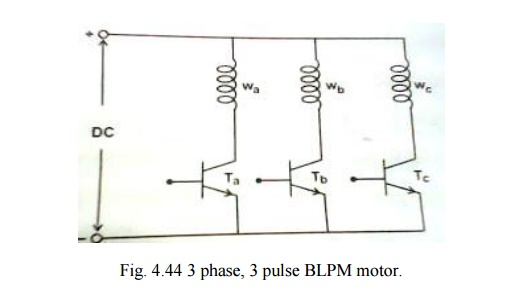 +
Wa Wb Wc
DC
Ta Tb Tc
-
Fig. 4.44 3 phase, 3 pulse BLPM motor.